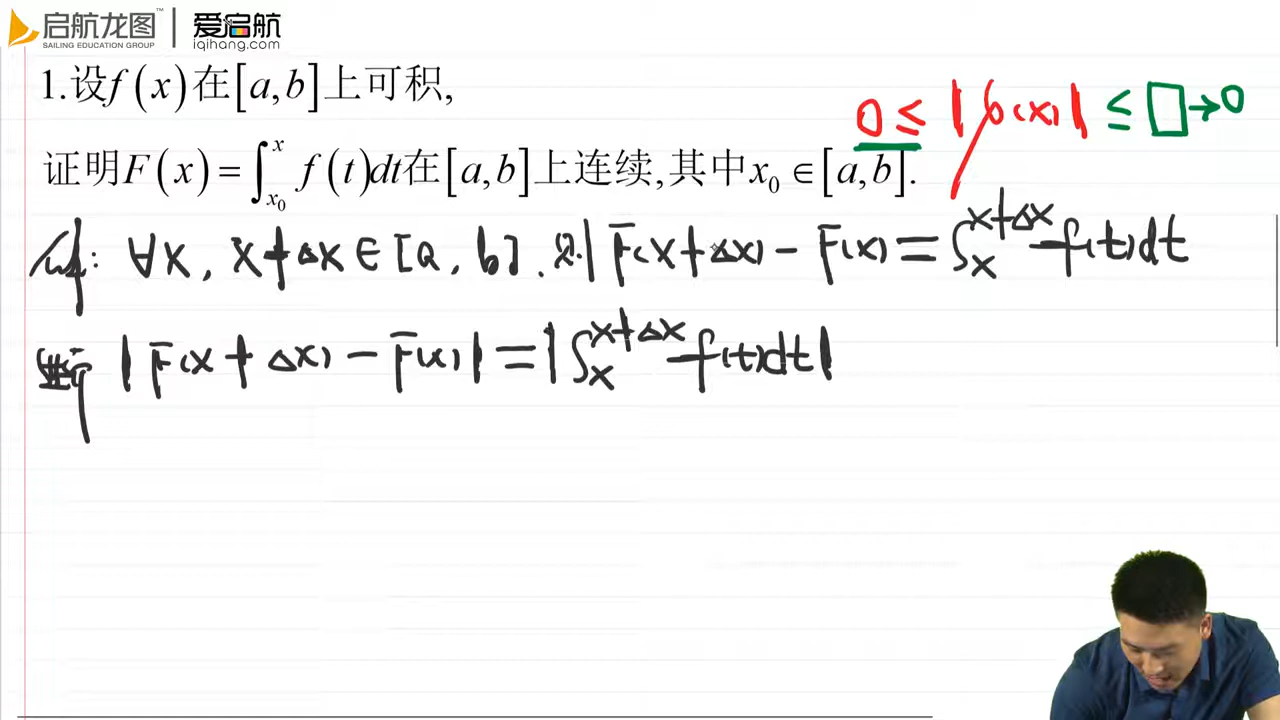 启航龙图 爱启航
SAILING EDUCATION GROUP iqihang.com
1.设f(x)在[a,b]上可积,
0 ≤ |φ(x)| ≤ □→0
证明F(x)=∫_{x_0}^{x} f(t)dt在[a,b]上连续,其中x_0∈[a,b].
∀x, x+Δx∈[a, b], 则 F(x+Δx)-F(x)=∫_{x}^{x+Δx} f(t)dt
|F(x+Δx)-F(x)|=|∫_{x}^{x+Δx} f(t)dt|